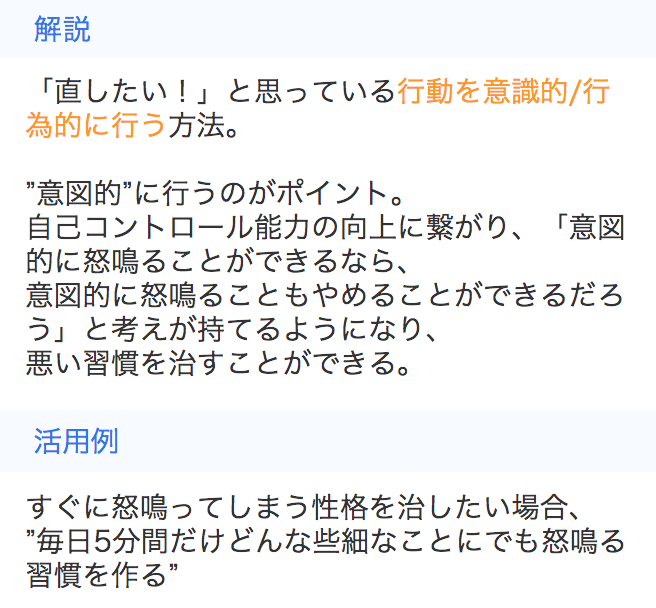 解説
「直したい！」と思っている行動を意識的/行
為的に行う方法。
”意図的”に行うのがポイント。
自己コントロール能力の向上に繋がり、「意図
的に怒鳴ることができるなら、
意図的に怒鳴ることもやめることができるだろ
う」と考えが持てるようになり、
悪い習慣を治すことができる。
活用例
すぐに怒鳴ってしまう性格を治したい場合、
”毎日5分間だけどんな些細なことにでも怒鳴る
習慣を作る”